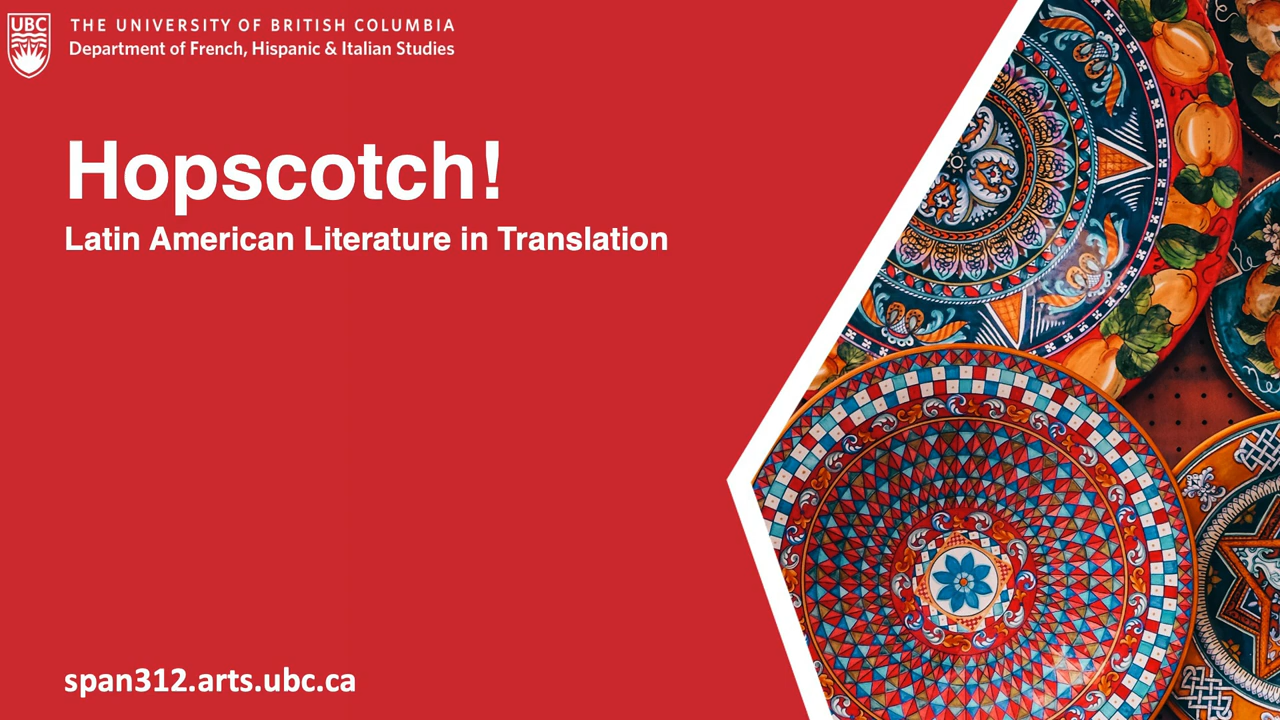 UBC
THE UNIVERSITY OF BRITISH COLUMBIA
Department of French, Hispanic & Italian Studies
Hopscotch!
Latin American Literature in Translation
span312.arts.ubc.ca